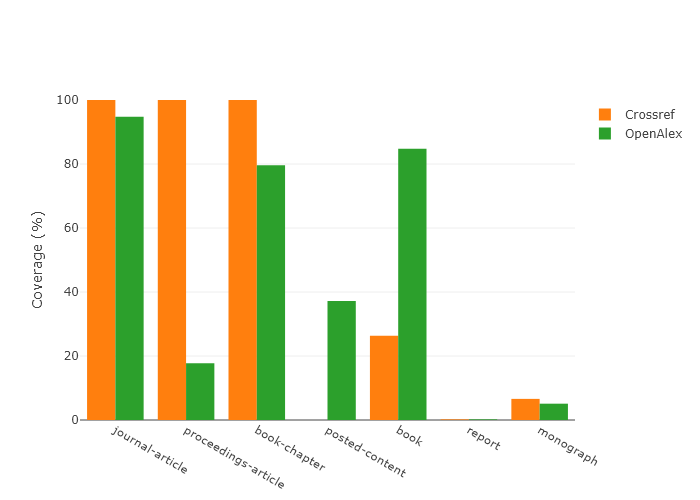 100
80
60
40
20
0
Coverage (%)
journal-article
proceedings-article
book-chapter
posted-content
book
report
monograph
Crossref
OpenAlex